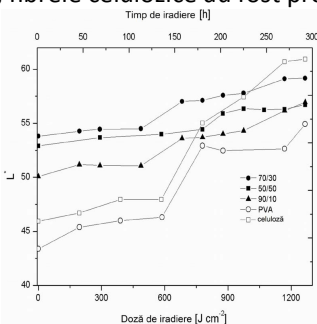 fibrele celulozice au fost pr
Timp de iradiere [h]
0 50 100 150 200 250 300
60
55
50
45
40
L*
70/30
50/50
90/10
PVA
celuloză
0 300 600 900 1200
Doză de iradiere [J cm-2]